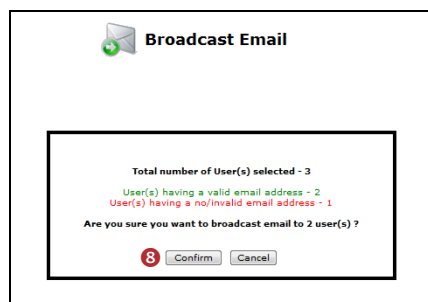 Broadcast Email
Total number of User(s) selected - 3
User(s) having a valid email address - 2
User(s) having a no/invalid email address - 1
Are you sure you want to broadcast email to 2 user(s) ?
8 Confirm Cancel